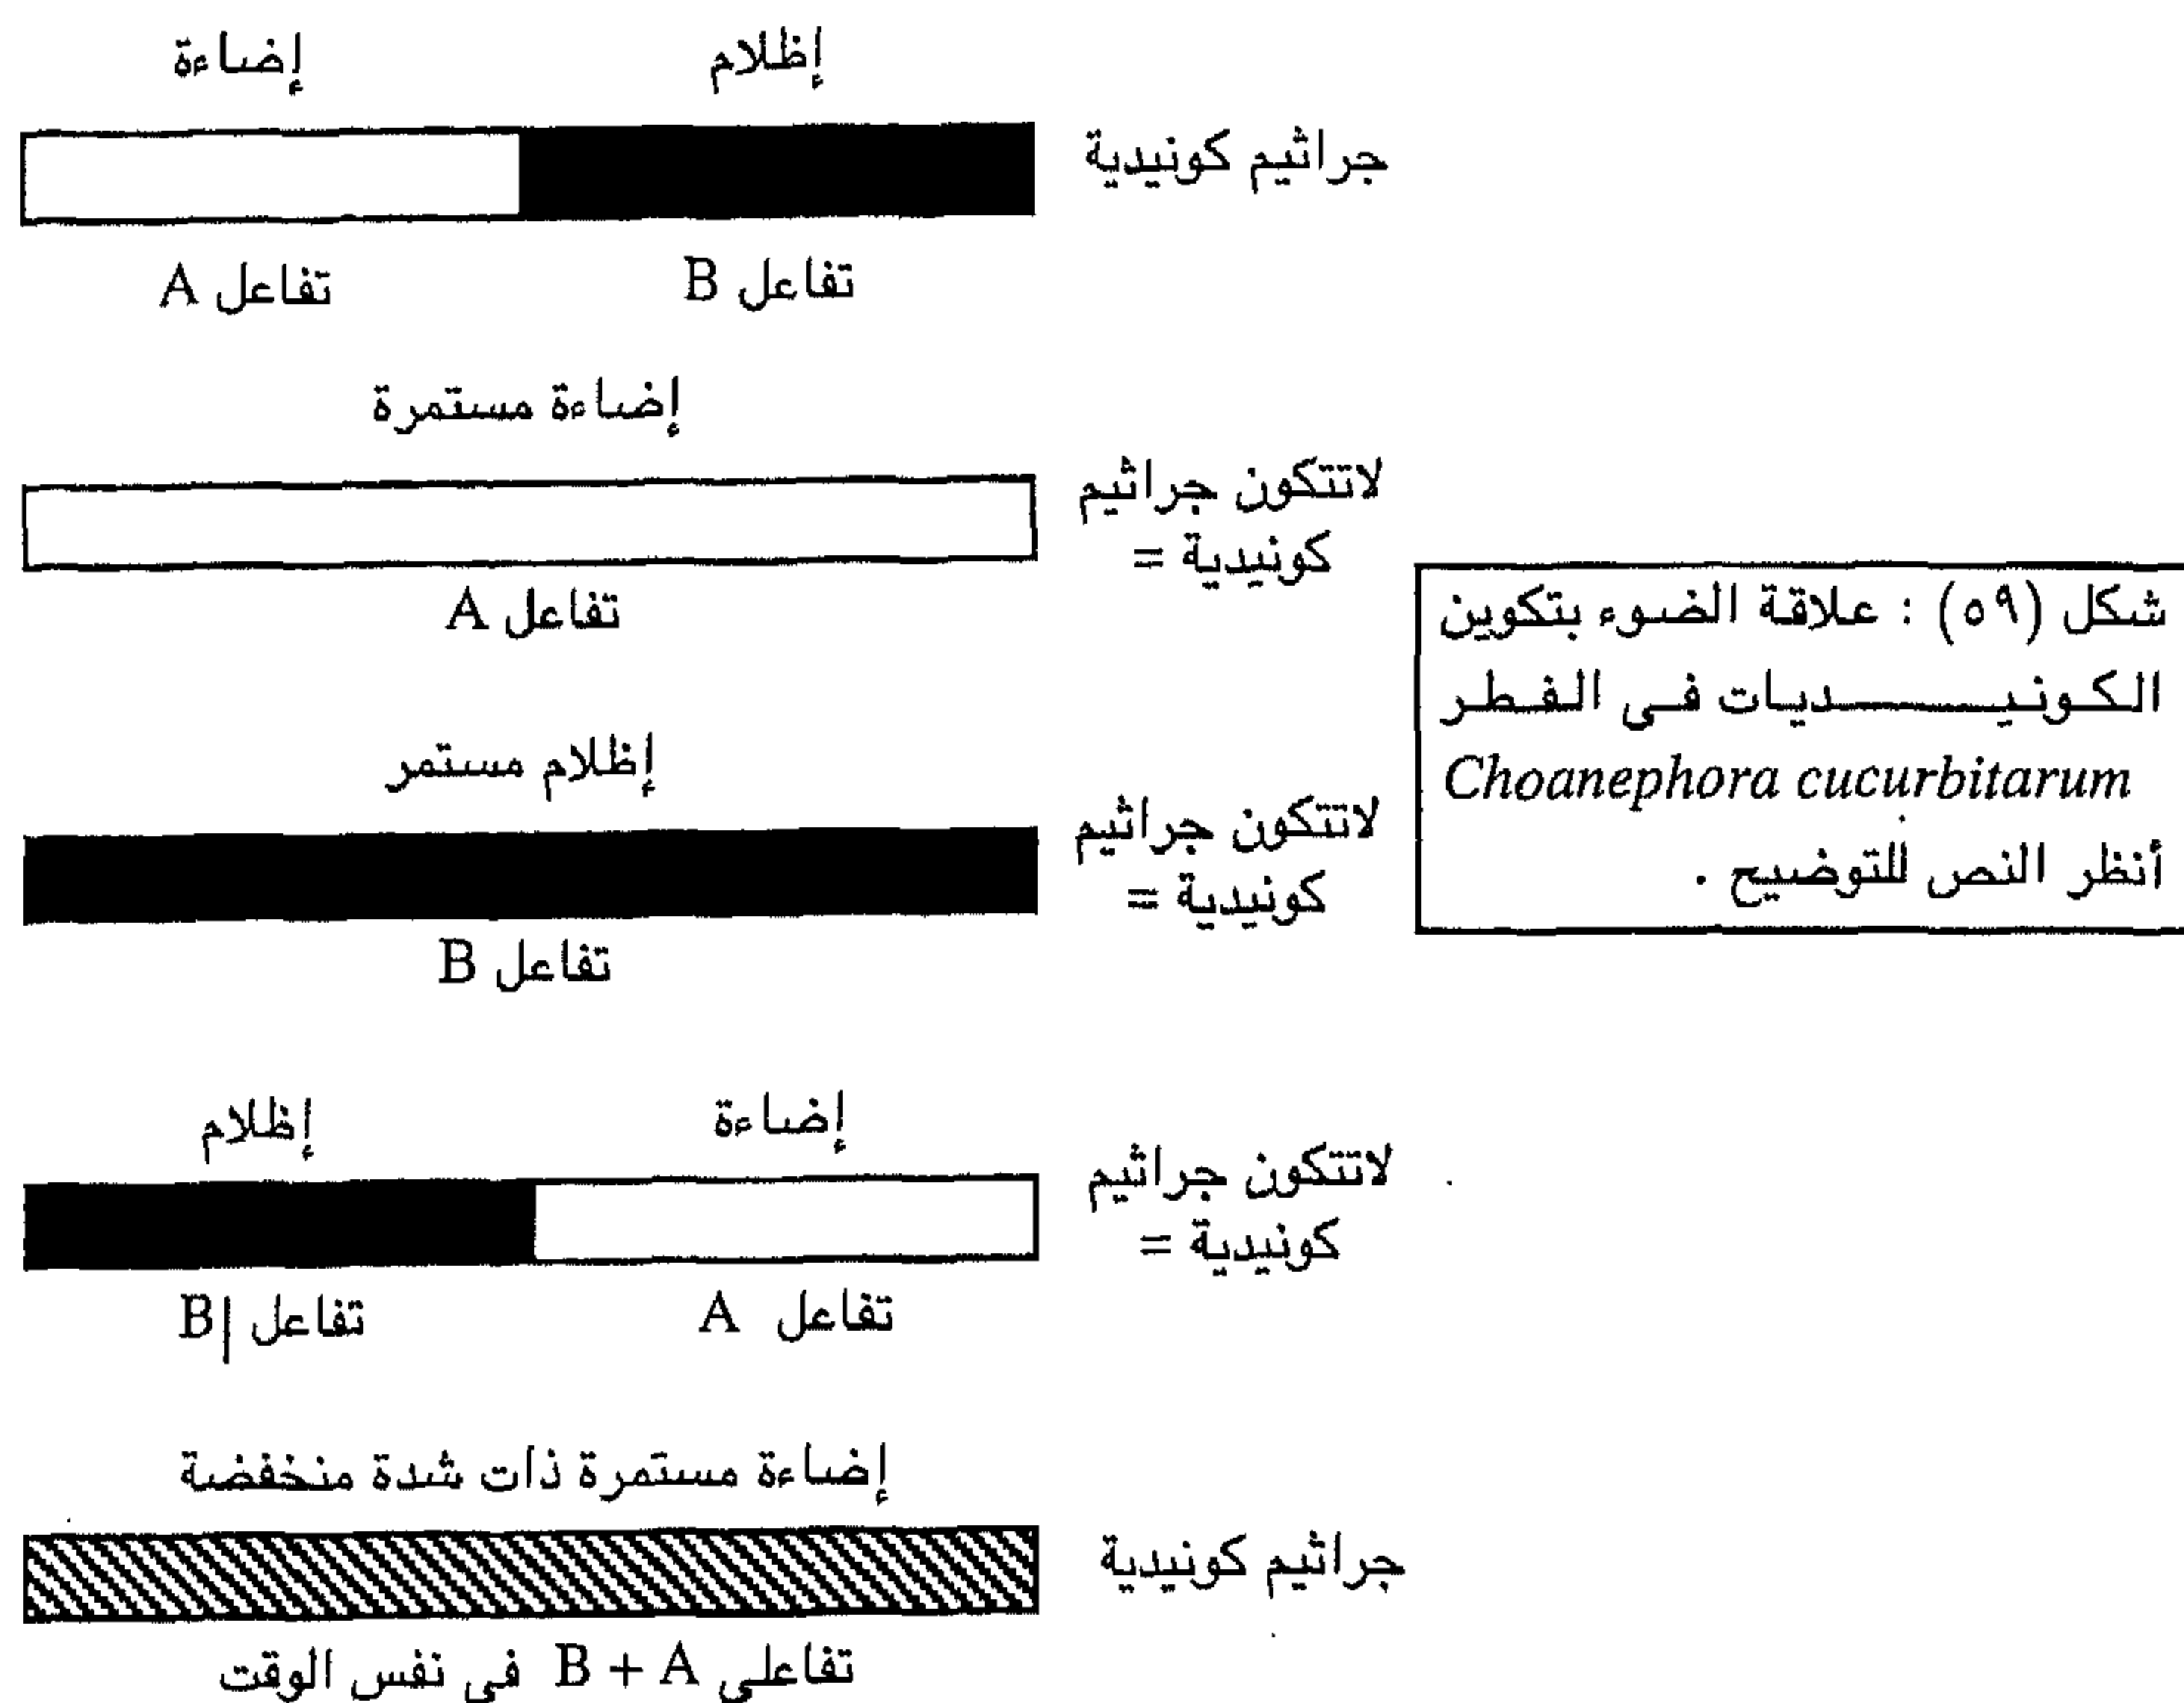 إضاءة
إظلام
جراثيم كونيدية
تفاعل A
تفاعل B
إضاءة مستمرة
لاتتكون جراثيم
كونيدية =
تفاعل A
إظلام مستمر
لاتتكون جراثيم
كونيدية =
تفاعل B
إظلام
إضاءة
لاتتكون جراثيم
كونيدية =
تفاعل B
تفاعل A
إضاءة مستمرة ذات شدة منخفضة
جراثيم كونيدية
تفاعلى B + A فى نفس الوقت
شكل (٥٩) : علاقة الضوء بتكوين
الكونيـــــديات فى الفطر
Choanephora cucurbitarum
أنظر النص للتوضيح .